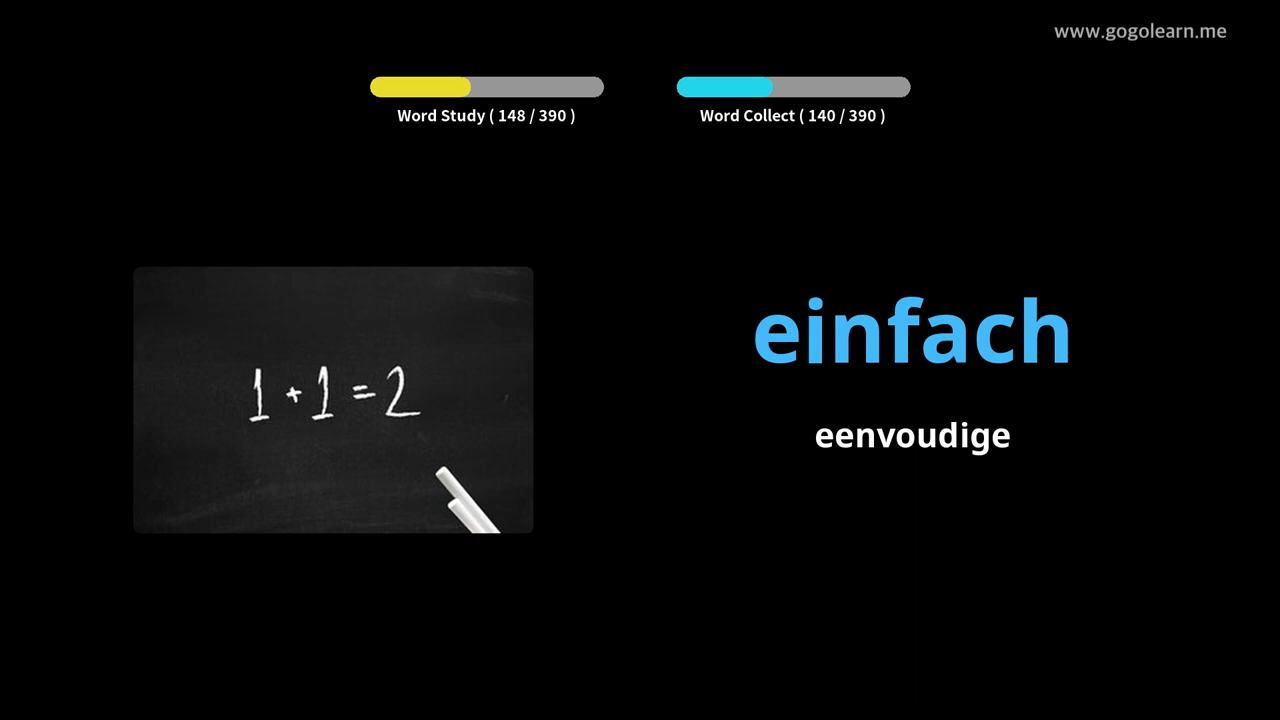 www.gogolearn.me
Word Study ( 148 / 390 )
Word Collect ( 140 / 390 )
1 + 1 = 2
einfach
eenvoudige